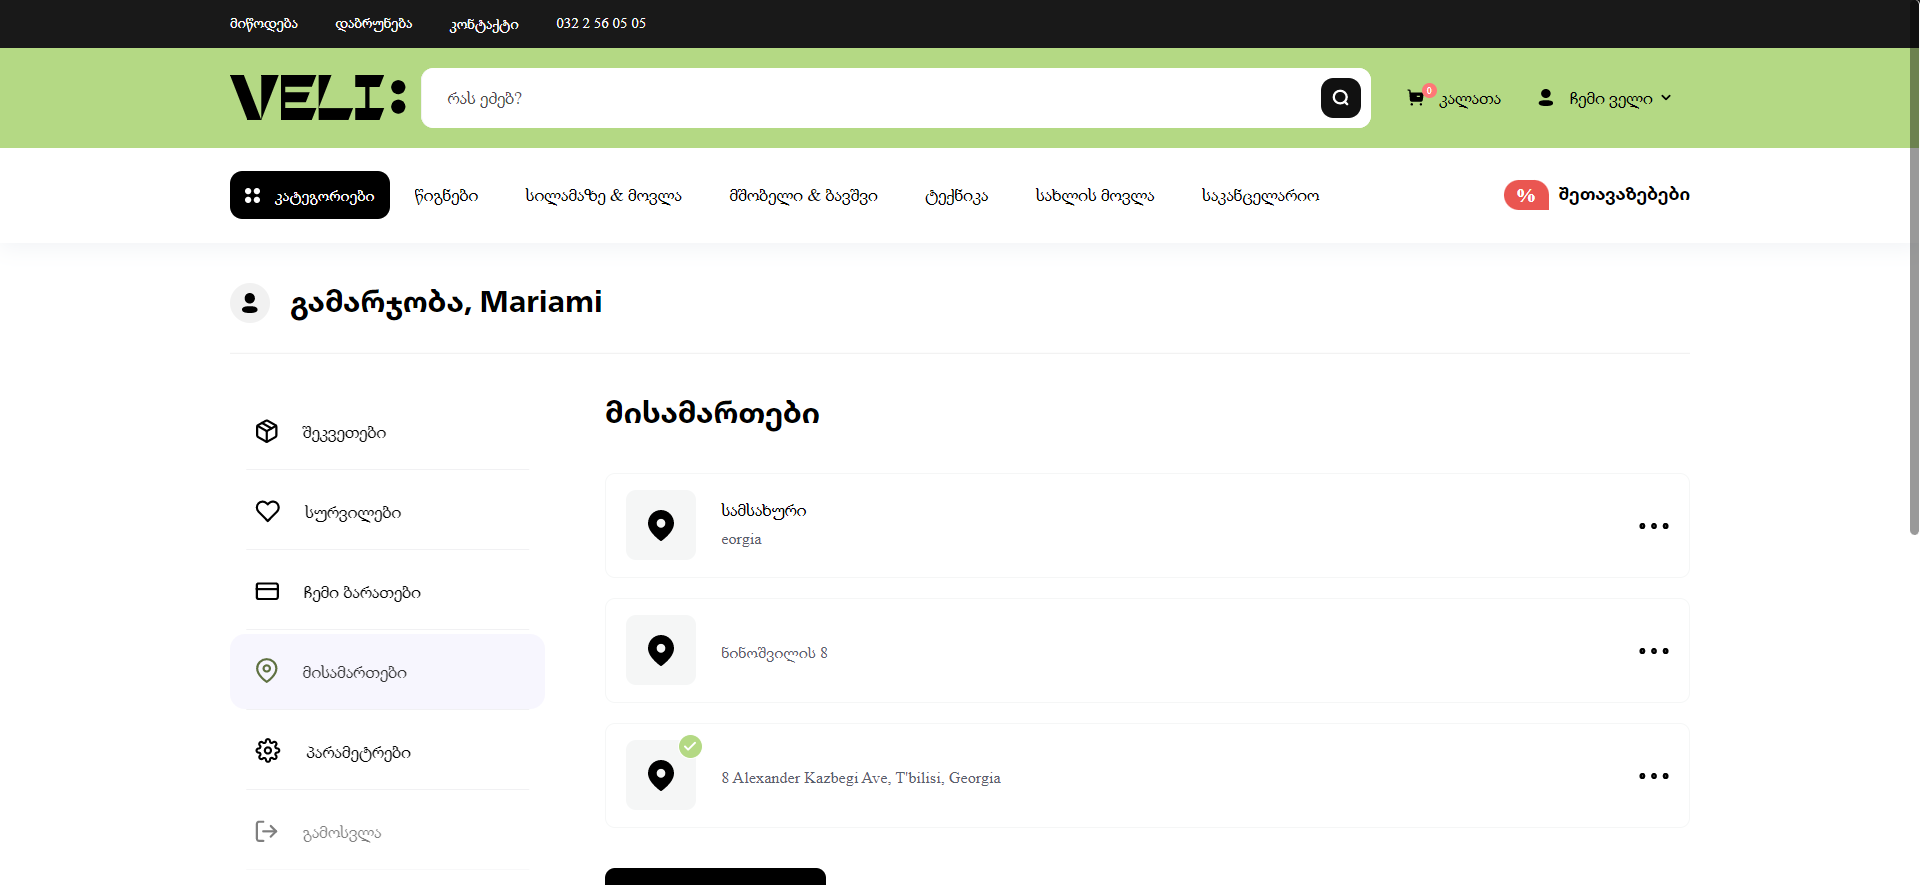 მიწოდება დაბრუნება კონტაქტი 032 2 56 05 05
VELI:
რას ეძებ?
0
კალათა
ჩემი ველი
კატეგორიები წიგნები სილამაზე & მოვლა მშობელი & ბავშვი ტექნიკა სახლის მოვლა საკანცელარიო % შეთავაზებები
გამარჯობა, Mariami
მისამართები
შეკვეთები
სურვილები
ჩემი ბარათები
მისამართები
პარამეტრები
გამოსვლა
სამსახური
eorgia
ნინოშვილის 8
8 Alexander Kazbegi Ave, T'bilisi, Georgia